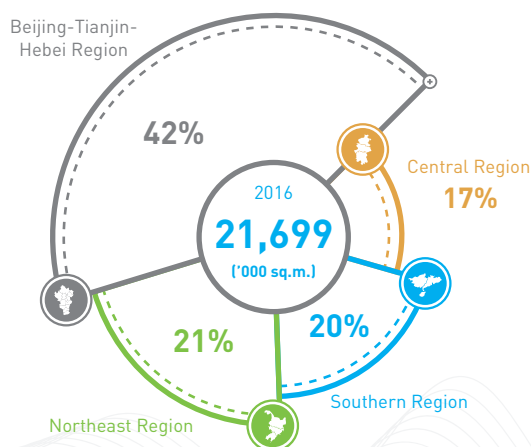 Beijing-Tianjin-
Hebei Region
42%
2016
21,699
('000 sq.m.)
Central Region
17%
20%
Southern Region
21%
Northeast Region